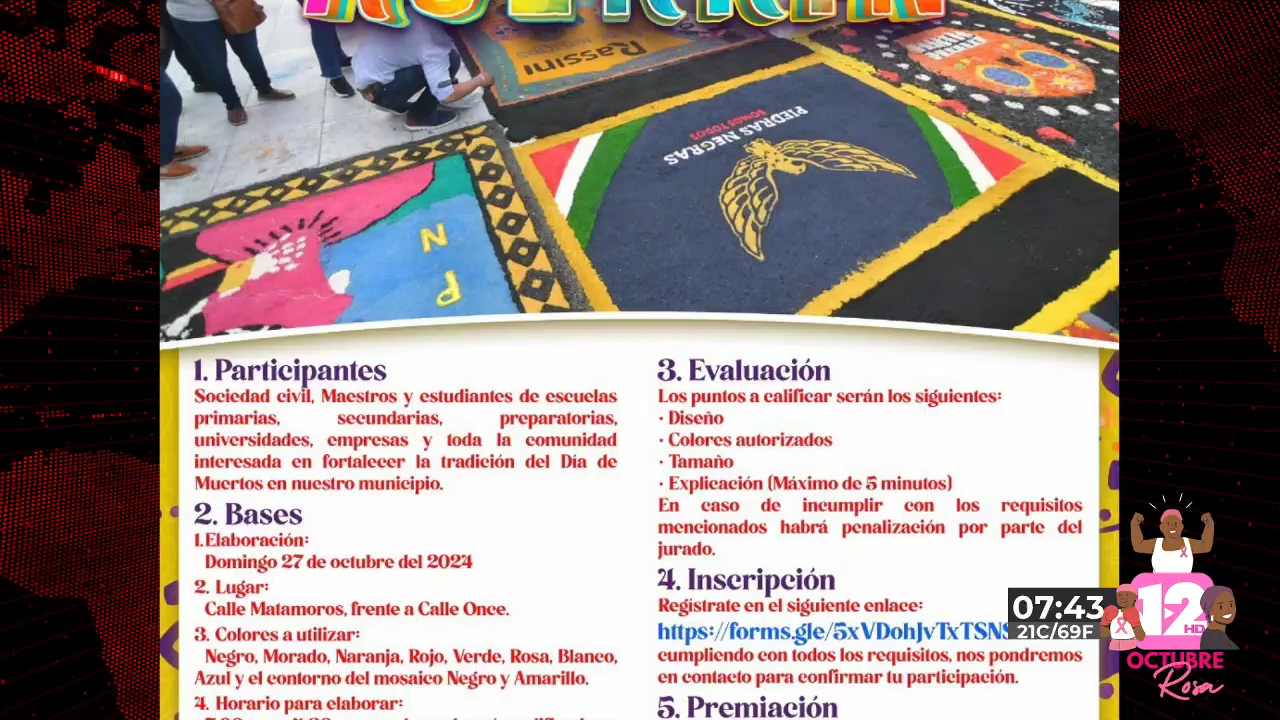 Rassini
PIEDRAS NEGRAS
SOMOS TODOS
N
P
1. Participantes
Sociedad civil, Maestros y estudiantes de escuelas
primarias, secundarias, preparatorias,
universidades, empresas y toda la comunidad
interesada en fortalecer la tradición del Día de
Muertos en nuestro municipio.
2. Bases
1.Elaboración:
Domingo 27 de octubre del 2024
2. Lugar:
Calle Matamoros, frente a Calle Once.
3. Colores a utilizar:
Negro, Morado, Naranja, Rojo, Verde, Rosa, Blanco,
Azul y el contorno del mosaico Negro y Amarillo.
4. Horario para elaborar:
3. Evaluación
Los puntos a calificar serán los siguientes:
· Diseño
· Colores autorizados
· Tamaño
· Explicación (Máximo de 5 minutos)
En caso de incumplir con los requisitos
mencionados habrá penalización por parte del
jurado.
4. Inscripción
Regístrate en el siguiente enlace:
https://forms.gle/5xVDohJvTxTSNS
cumpliendo con todos los requisitos, nos pondremos
en contacto para confirmar tu participación.
5. Premiación
07:43
21C/69F
12
HD
OCTUBRE
Rosa